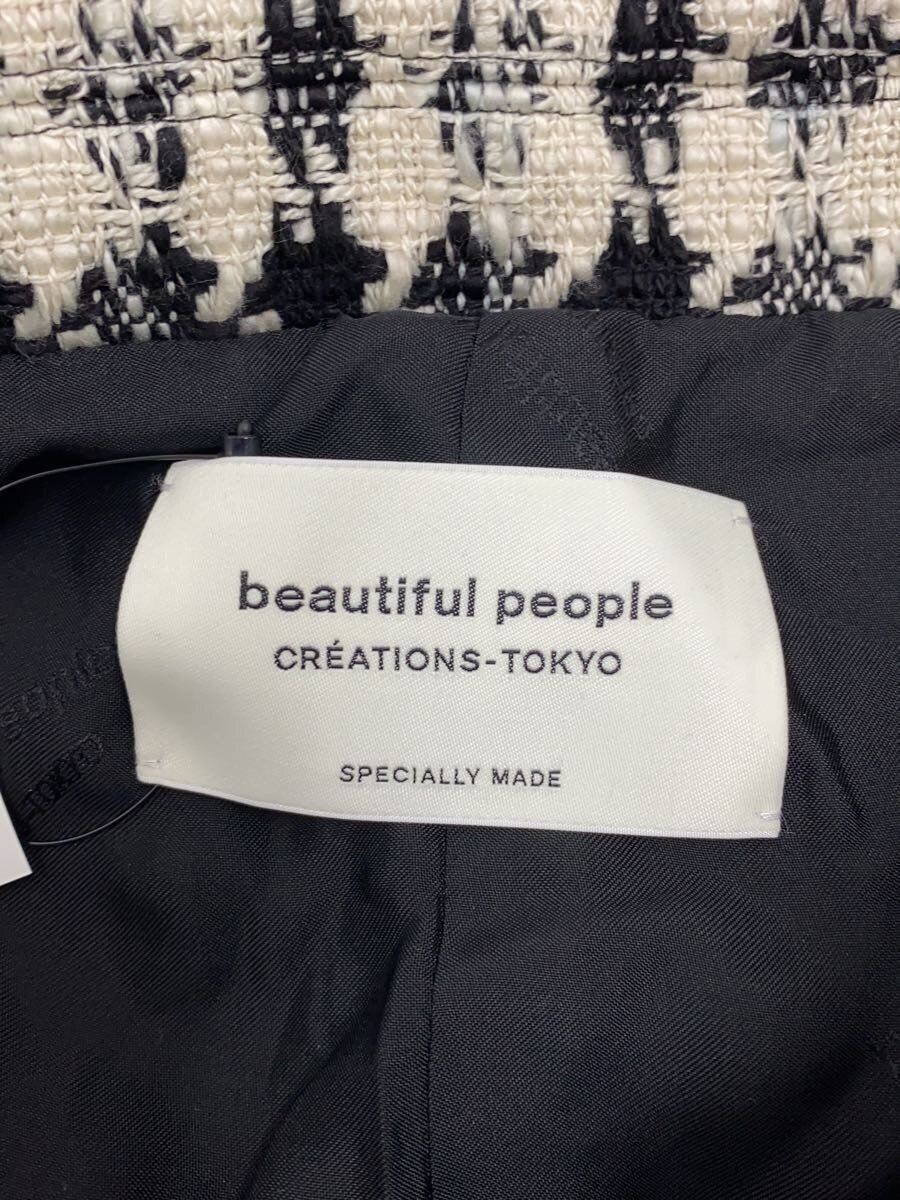 beautiful people
CRÉATIONS-TOKYO
SPECIALLY MADE